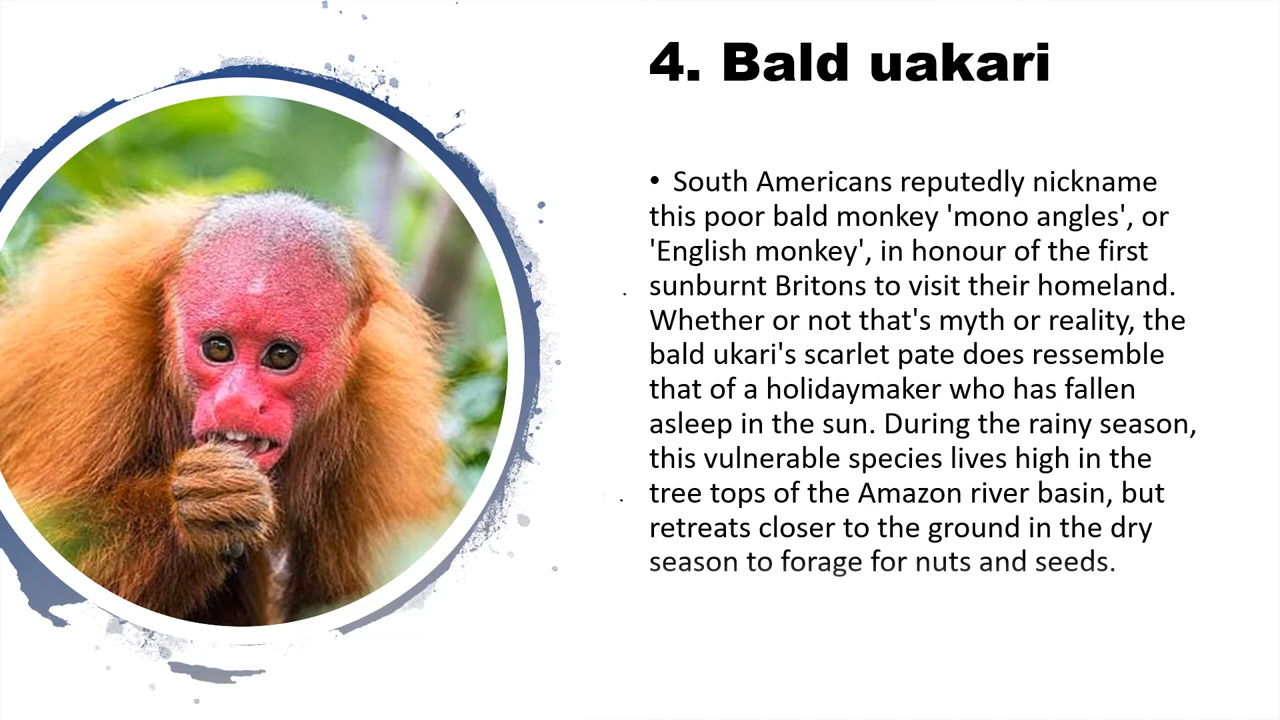 4. Bald uakari
• South Americans reputedly nickname
this poor bald monkey 'mono angles', or
'English monkey', in honour of the first
sunburnt Britons to visit their homeland.
Whether or not that's myth or reality, the
bald ukari's scarlet pate does ressemble
that of a holidaymaker who has fallen
asleep in the sun. During the rainy season,
this vulnerable species lives high in the
tree tops of the Amazon river basin, but
retreats closer to the ground in the dry
season to forage for nuts and seeds.